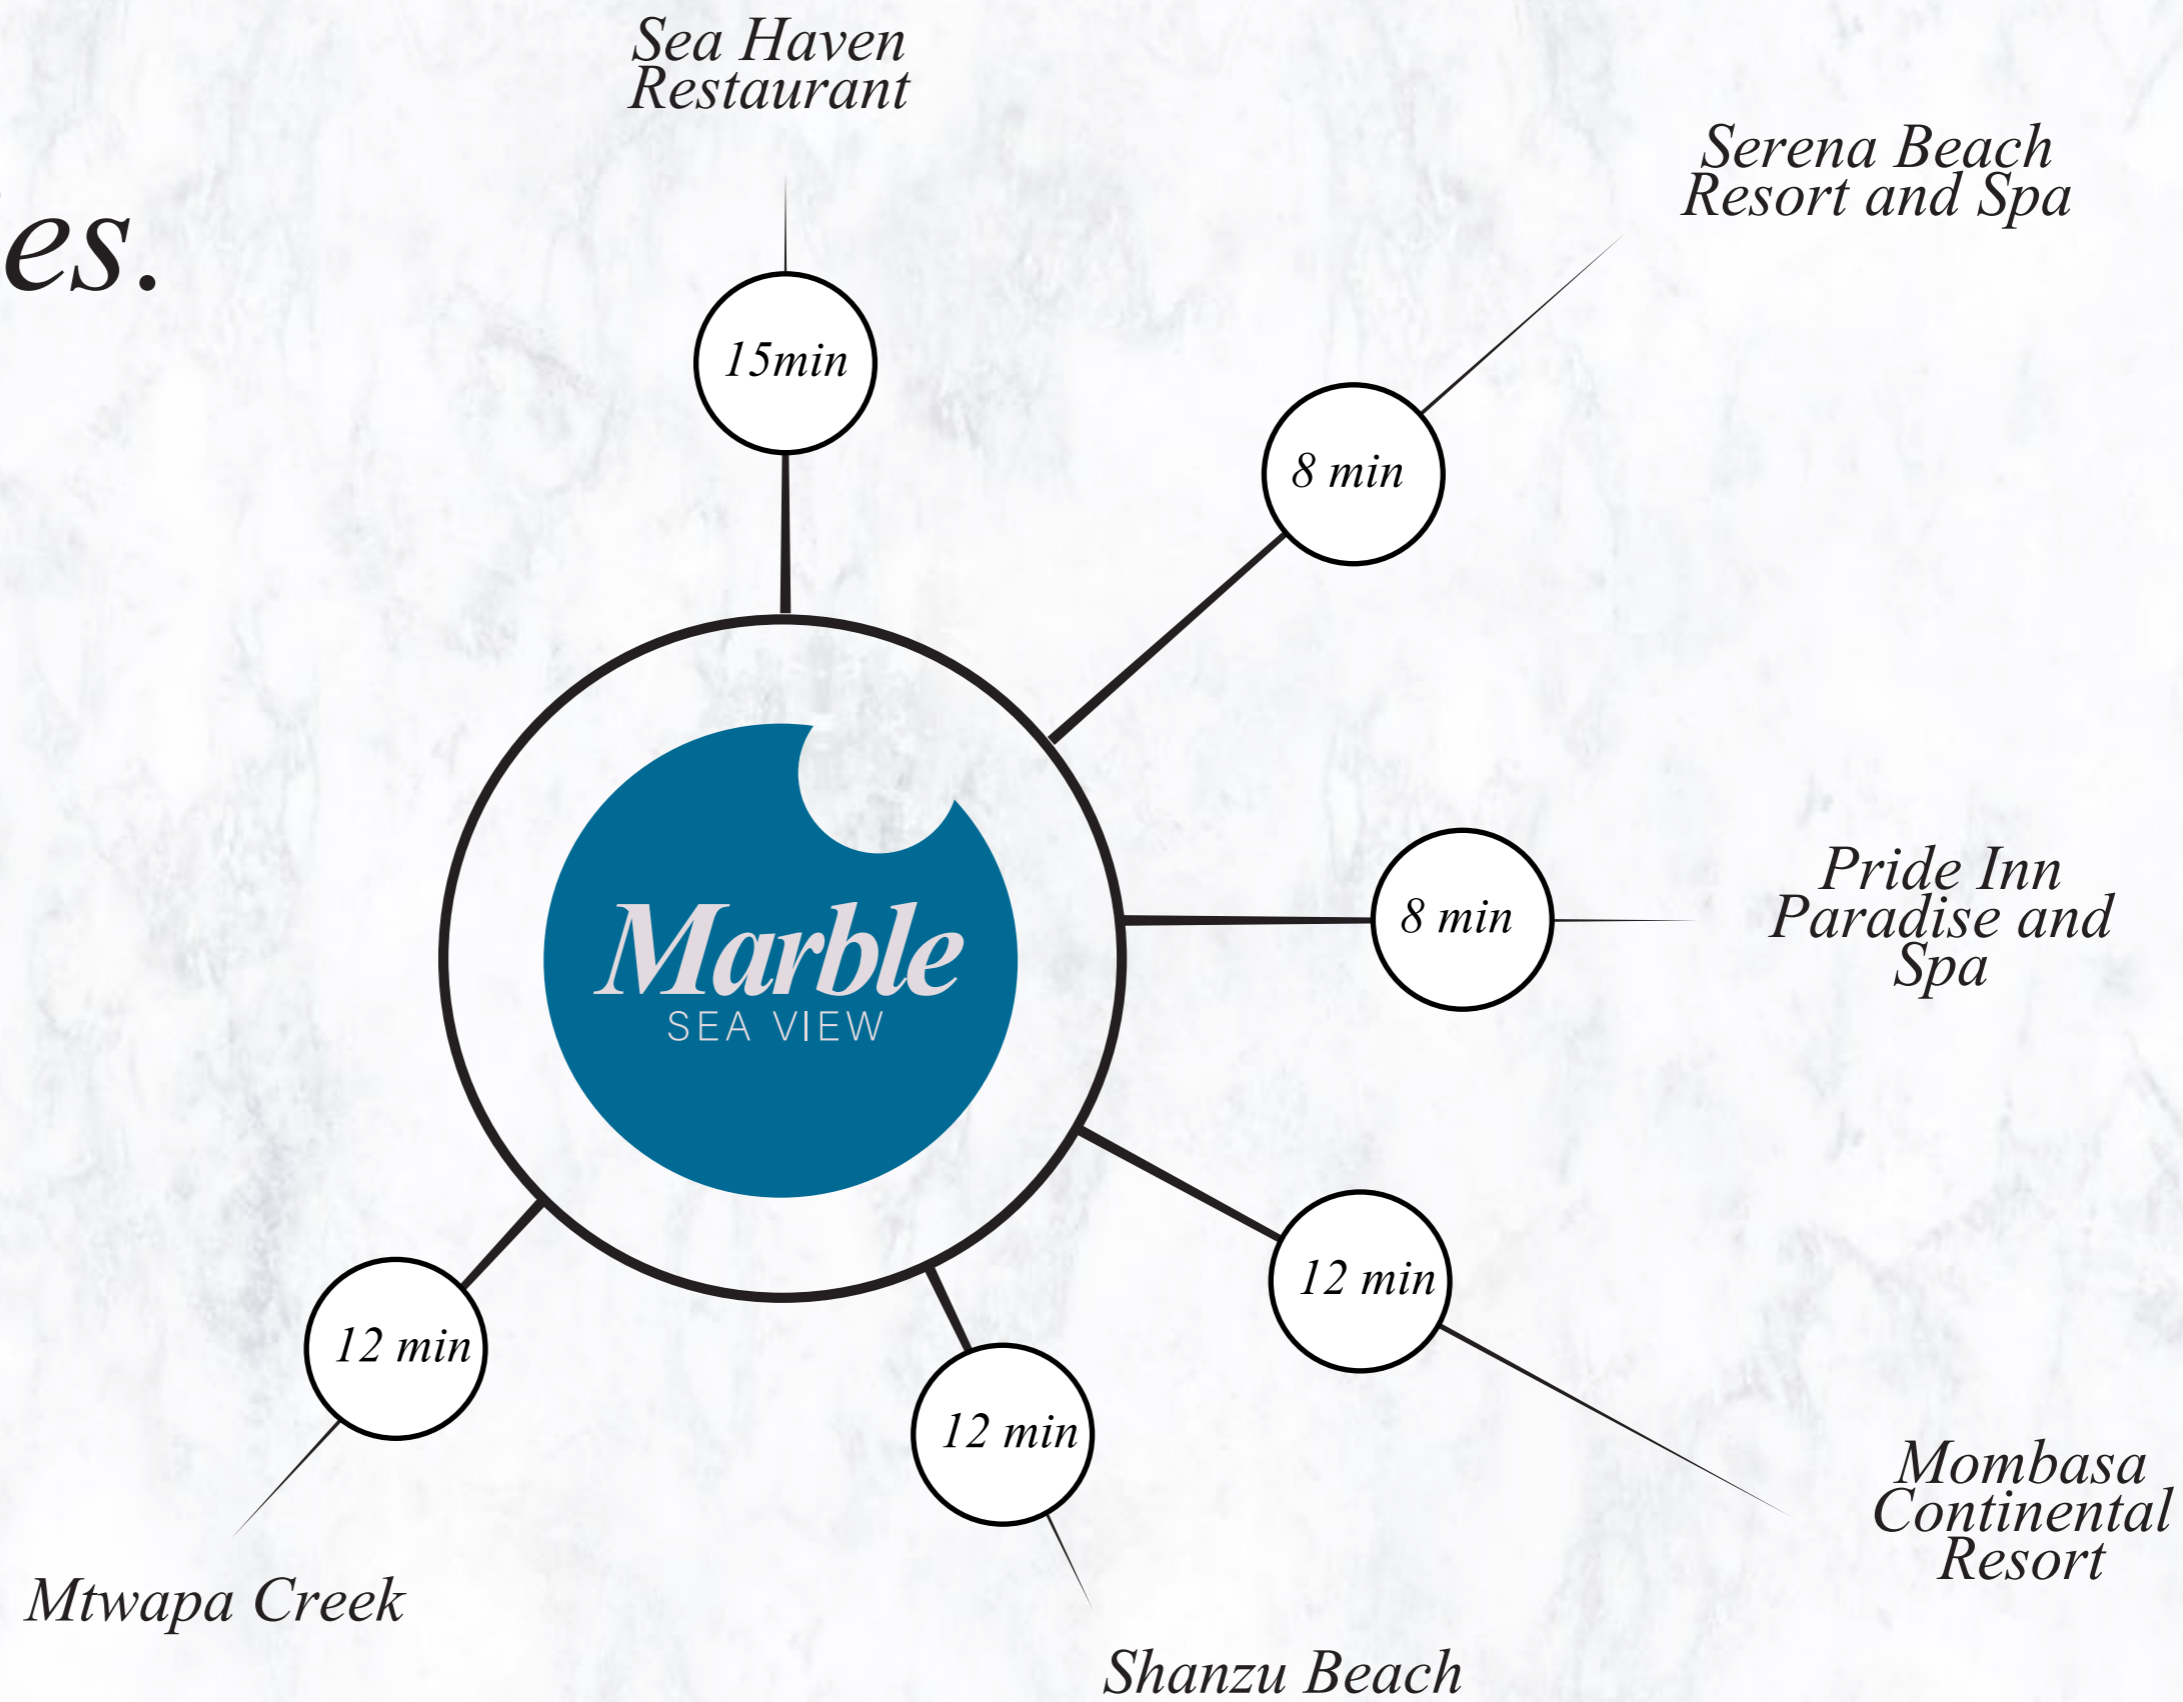 Sea Haven
Restaurant
Serena Beach
Resort and Spa
es.
15min
8 min
Pride Inn
Paradise and
Spa
8 min
Marble
SEA VIEW
12 min
12 min
12 min
Mombasa
Continental
Resort
Mtwapa Creek
Shanzu Beach